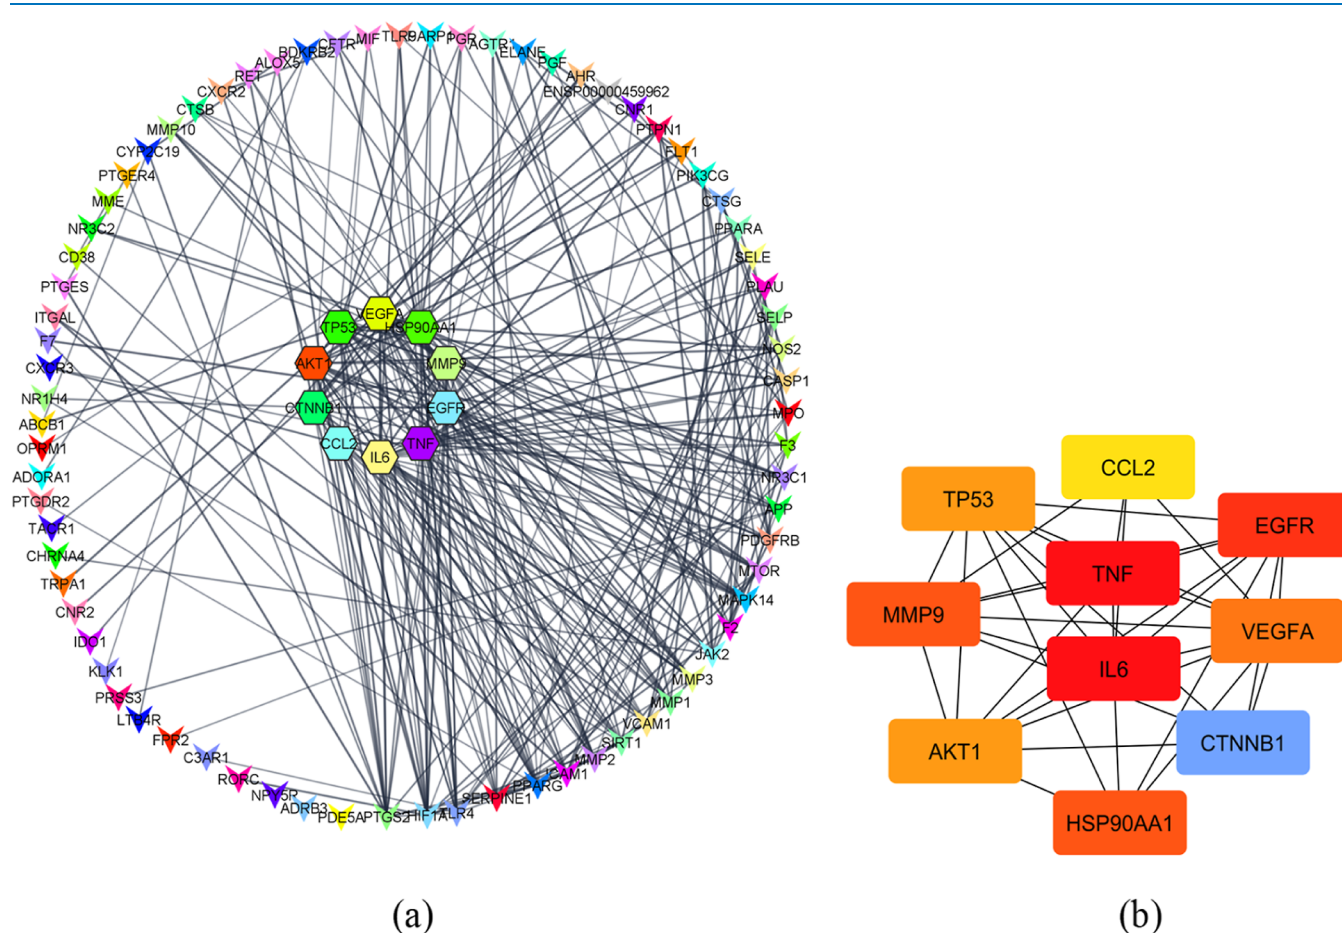 BDKRB2
CFTR
MIF
TLR9
PARP1
PGR
AGTR
ELANE
PGF
AHR
ENSP00000459962
CNR1
PTPN1
FLT1
PIK3CG
CTSG
PPARA
SELE
PLAU
SELP
NOS2
CASP1
MPO
F3
NR3C1
APP
PDGFRB
MTOR
MAPK14
F2
JAK2
MMP3
MMP1
VCAM1
SIRT1
MMP2
ICAM1
PPARG
SERPINE1
TLR4
HIF1A
PTGS2
PDE5A
ADRB3
NPY5R
RORC
C3AR1
FPR2
LTB4R
PRSS3
KLK1
IDO1
CNR2
TRPA1
CHRNA4
TACR1
PTGDR2
ADORA1
OPRM1
ABCB1
NR1H4
CXCR3
F7
ITGAL
PTGES
CD38
NR3C2
MME
PTGER4
CYP2C19
MMP10
CTSB
CXCR2
RET
ALOX5
VEGFA
HSP90AA1
MMP9
EGFR
TNF
IL6
CCL2
CTNNB1
AKT1
TP53
(a)
CCL2
TP53
EGFR
TNF
MMP9
VEGFA
IL6
AKT1
CTNNB1
HSP90AA1
(b)